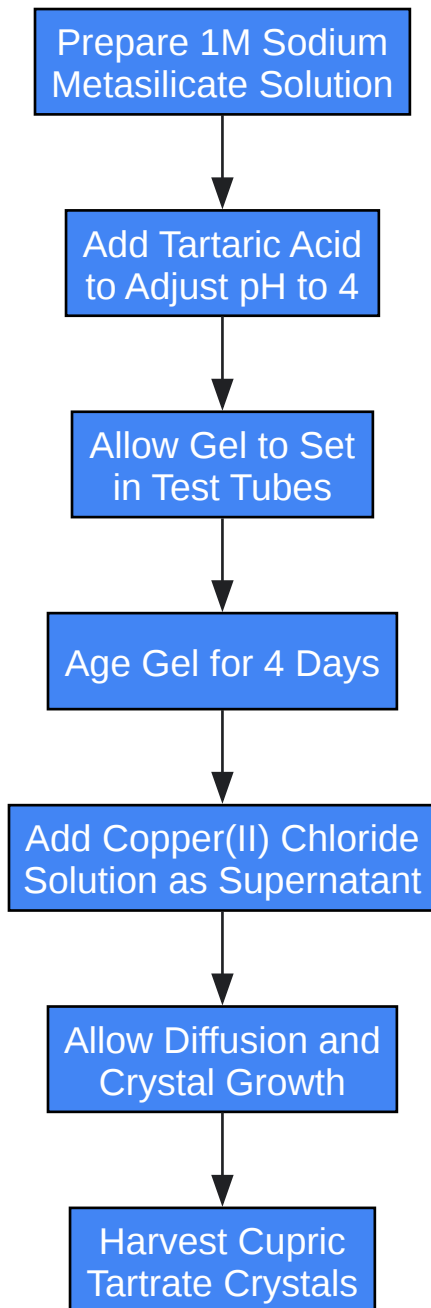 Prepare 1M Sodium
Metasilicate Solution
Add Tartaric Acid
to Adjust pH to 4
Allow Gel to Set
in Test Tubes
Age Gel for 4 Days
Add Copper(II) Chloride
Solution as Supernatant
Allow Diffusion and
Crystal Growth
Harvest Cupric
Tartrate Crystals